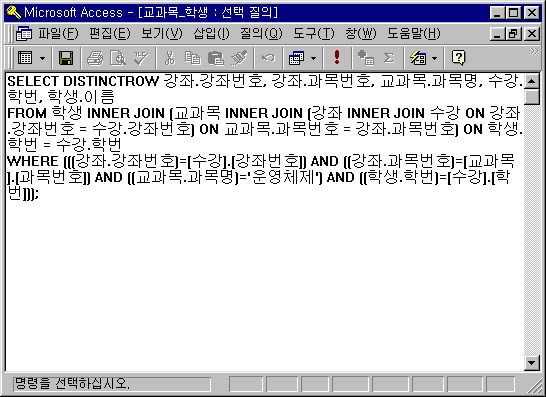 Microsoft Access - [교과목_학생 : 선택 질의]
파일(F) 편집(E) 보기(V) 삽입(I) 질의(Q) 도구(T) 창(W) 도움말(H)
SELECT DISTINCTROW 강좌.강좌번호, 강좌.과목번호, 교과목.과목명, 수강.
학번, 학생.이름
FROM 학생 INNER JOIN (교과목 INNER JOIN (강좌 INNER JOIN 수강 ON 강좌
.강좌번호 = 수강.강좌번호) ON 교과목.과목번호 = 강좌.과목번호) ON 학생.
학번 = 수강.학번
WHERE (((강좌.강좌번호)=[수강].[강좌번호]) AND ((강좌.과목번호)=[교과목
].[과목번호]) AND ((교과목.과목명)='운영체제') AND ((학생.학번)=[수강].[학
번]));
명령을 선택하십시오.